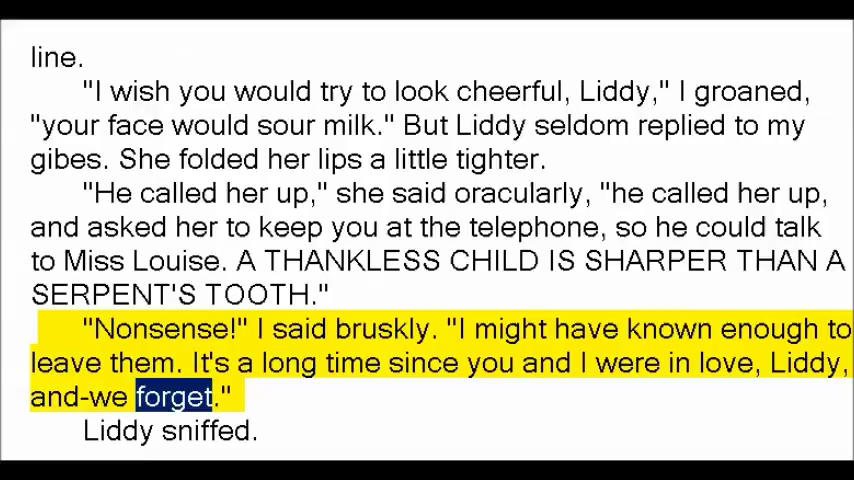 line.
"I wish you would try to look cheerful, Liddy," I groaned,
"your face would sour milk." But Liddy seldom replied to my
gibes. She folded her lips a little tighter.
"He called her up," she said oracularly, "he called her up,
and asked her to keep you at the telephone, so he could talk
to Miss Louise. A THANKLESS CHILD IS SHARPER THAN A
SERPENT'S TOOTH."
"Nonsense!" I said bruskly. "I might have known enough to
leave them. It's a long time since you and I were in love, Liddy,
and-we forget."
Liddy sniffed.